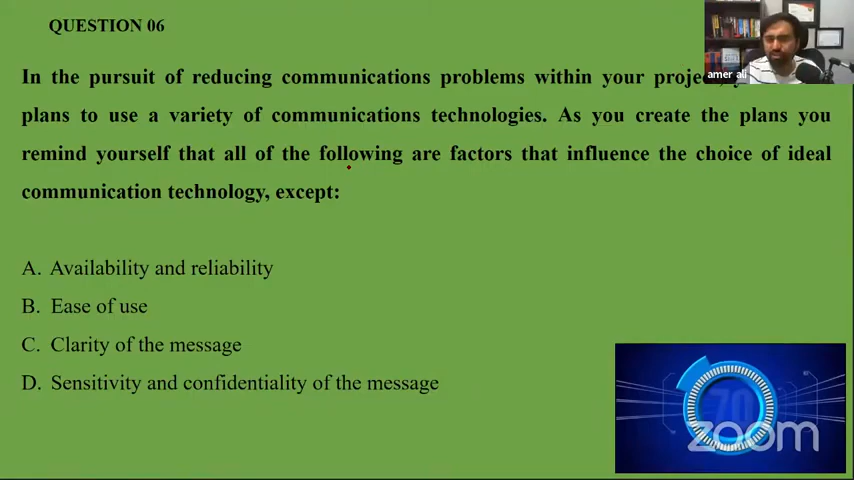 QUESTION 06
In the pursuit of reducing communications problems within your project,
plans to use a variety of communications technologies. As you create the plans you
remind yourself that all of the following are factors that influence the choice of ideal
communication technology, except:
A. Availability and reliability
B. Ease of use
C. Clarity of the message
D. Sensitivity and confidentiality of the message
amer ali
70
zoom